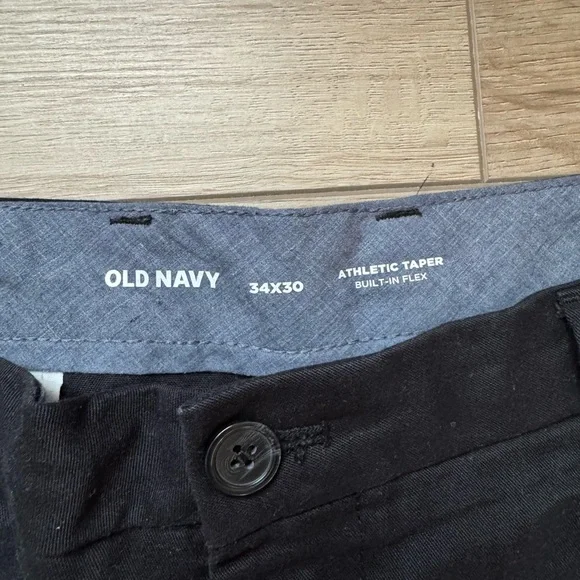 OLD NAVY
34X30
ATHLETIC TAPER
BUILT-IN FLEX